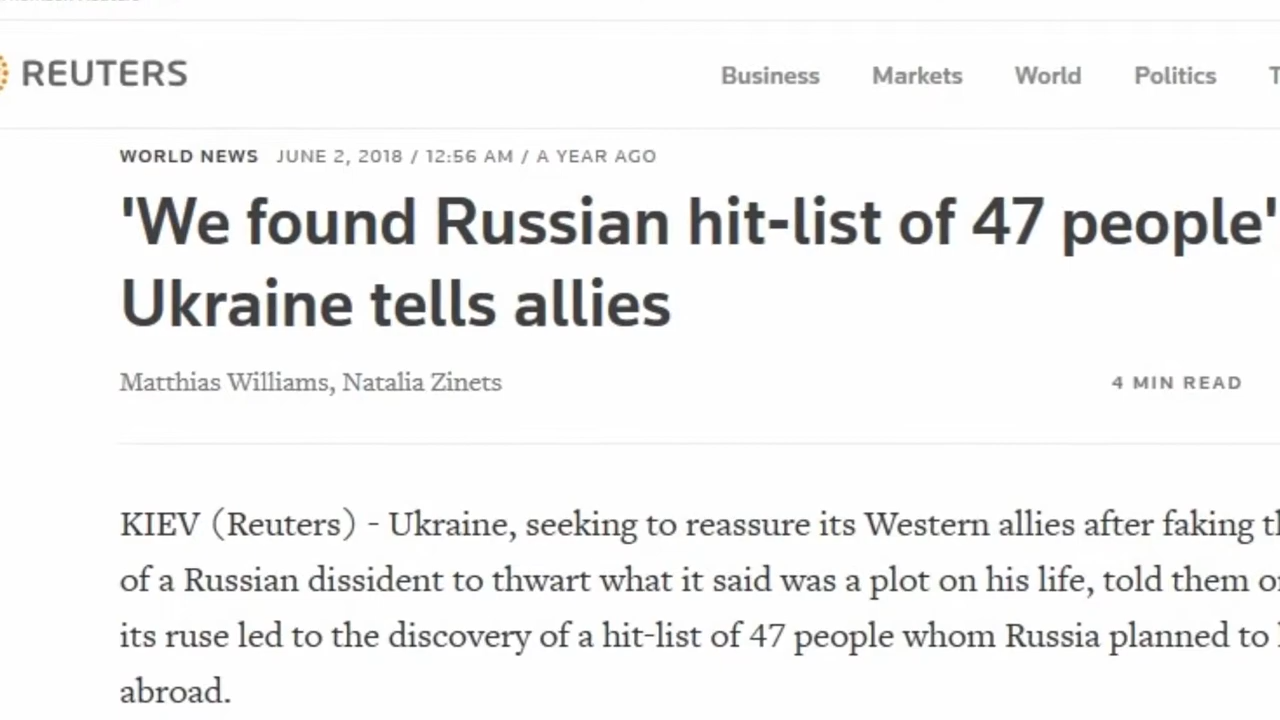 REUTERS Business Markets World Politics
WORLD NEWS JUNE 2, 2018 / 12:56 AM / A YEAR AGO
'We found Russian hit-list of 47 people'
Ukraine tells allies
Matthias Williams, Natalia Zinets 4 MIN READ
KIEV (Reuters) - Ukraine, seeking to reassure its Western allies after faking
of a Russian dissident to thwart what it said was a plot on his life, told them
its ruse led to the discovery of a hit-list of 47 people whom Russia planned to
abroad.